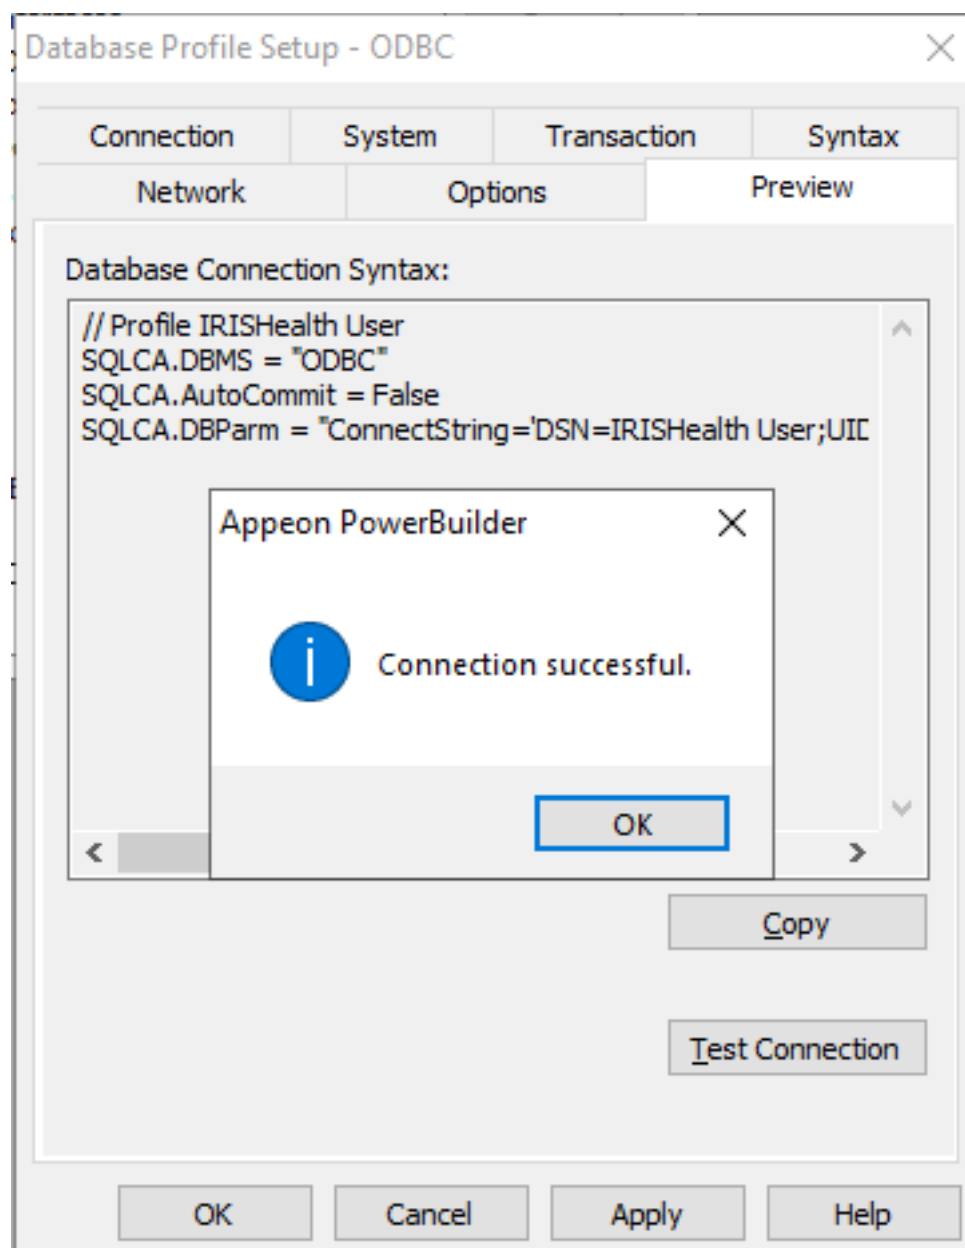 Database Profile Setup - ODBC
Connection System Transaction Syntax
Network Options Preview
Database Connection Syntax:
// Profile IRISHealth User
SQLCA.DBMS = "ODBC"
SQLCA.AutoCommit = False
SQLCA.DBParm = "ConnectString='DSN=IRISHealth User;UID
Appeon PowerBuilder
Connection successful.
OK
Copy
Test Connection
OK Cancel Apply Help